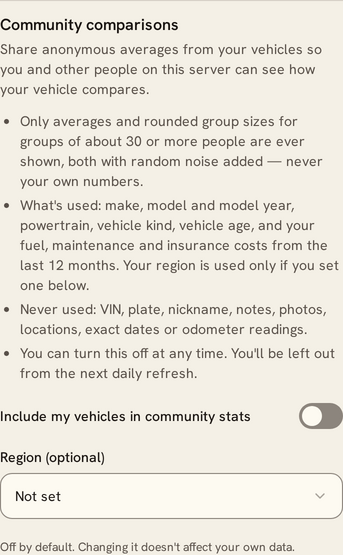 Community comparisons
Share anonymous averages from your vehicles so
you and other people on this server can see how
your vehicle compares.
• Only averages and rounded group sizes for
groups of about 30 or more people are ever
shown, both with random noise added — never
your own numbers.
• What's used: make, model and model year,
powertrain, vehicle kind, vehicle age, and your
fuel, maintenance and insurance costs from the
last 12 months. Your region is used only if you set
one below.
• Never used: VIN, plate, nickname, notes, photos,
locations, exact dates or odometer readings.
• You can turn this off at any time. You'll be left out
from the next daily refresh.
Include my vehicles in community stats
Region (optional)
Not set
Off by default. Changing it doesn't affect your own data.